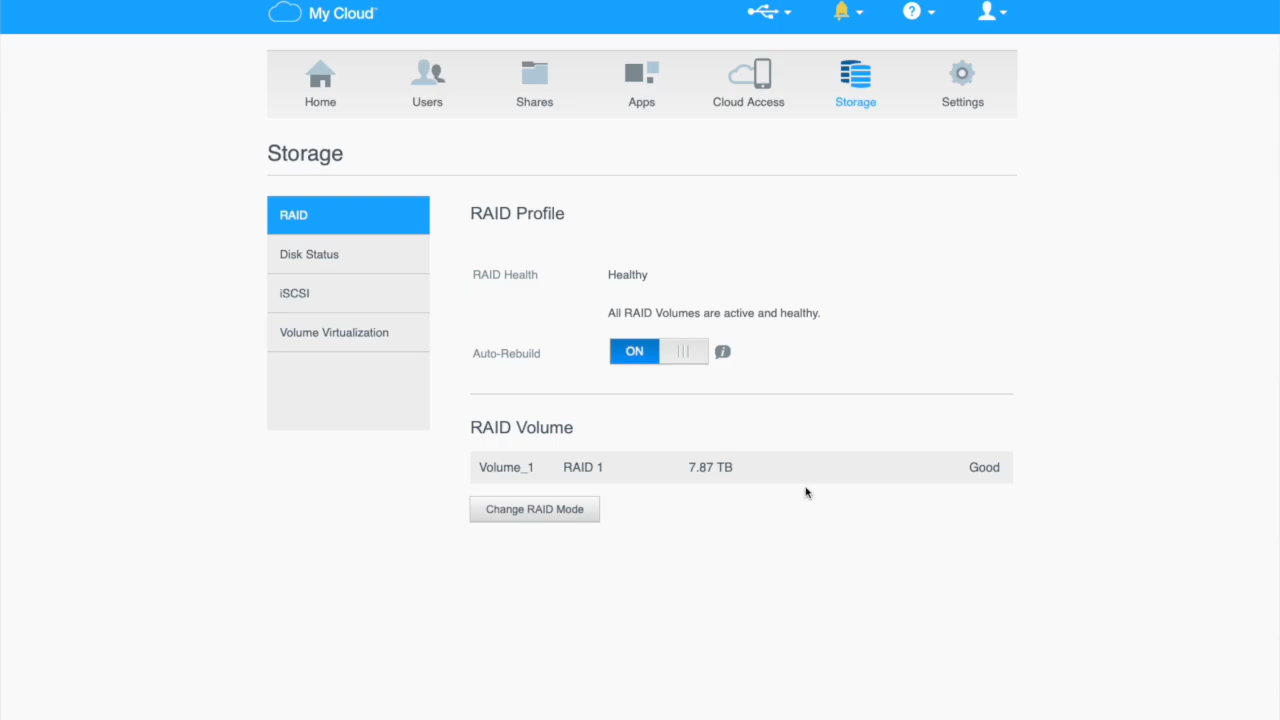 My Cloud™
Home Users Shares Apps Cloud Access Storage Settings
Storage
RAID
Disk Status
iSCSI
Volume Virtualization
RAID Profile
RAID Health Healthy
All RAID Volumes are active and healthy.
Auto-Rebuild ON
RAID Volume
Volume_1 RAID 1 7.87 TB Good
Change RAID Mode